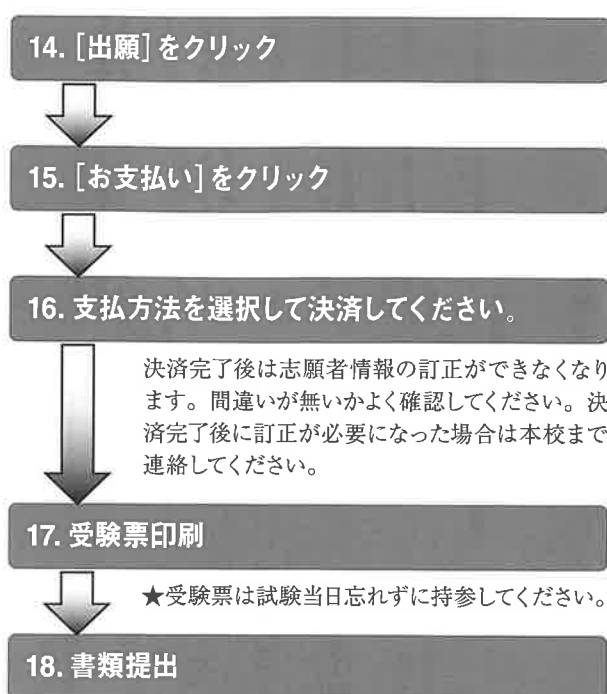 14. [出願]をクリック
15. [お支払い]をクリック
16. 支払方法を選択して決済してください。
決済完了後は志願者情報の訂正ができなくなり
ます。間違いが無いかよく確認してください。決
済完了後に訂正が必要になった場合は本校まで
連絡してください。
17. 受験票印刷
★受験票は試験当日忘れずに持参してください。
18. 書類提出